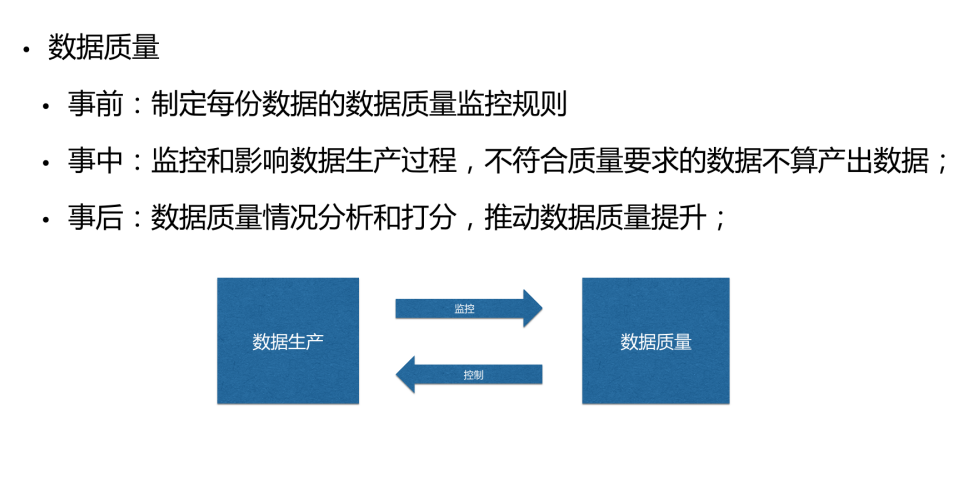 • 数据质量
• 事前：制定每份数据的数据质量监控规则
• 事中：监控和影响数据生产过程，不符合质量要求的数据不算产出数据；
• 事后：数据质量情况分析和打分，推动数据质量提升；
监控
数据生产
数据质量
控制